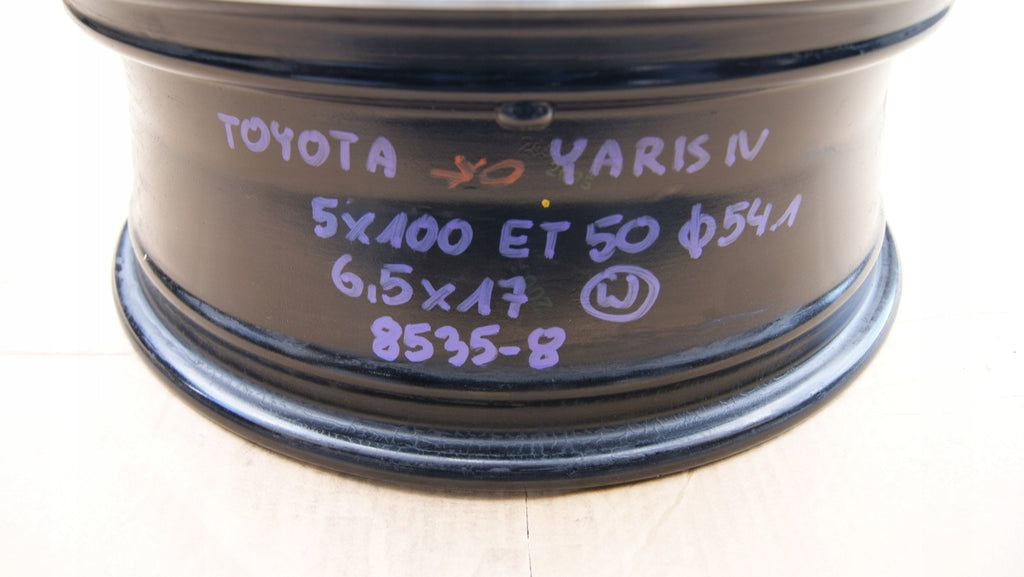 TOYOTA YARIS IV
5x100 ET 50 ϕ54.1
6,5x17 W
8535-8